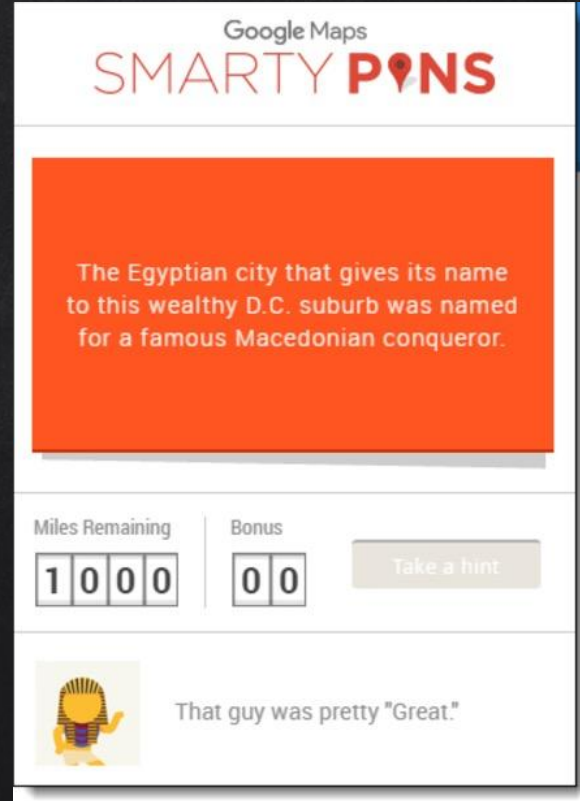 Google Maps
SMARTY PINS
The Egyptian city that gives its name
to this wealthy D.C. suburb was named
for a famous Macedonian conqueror.
Miles Remaining Bonus
1000 00 Take a hint
That guy was pretty "Great."